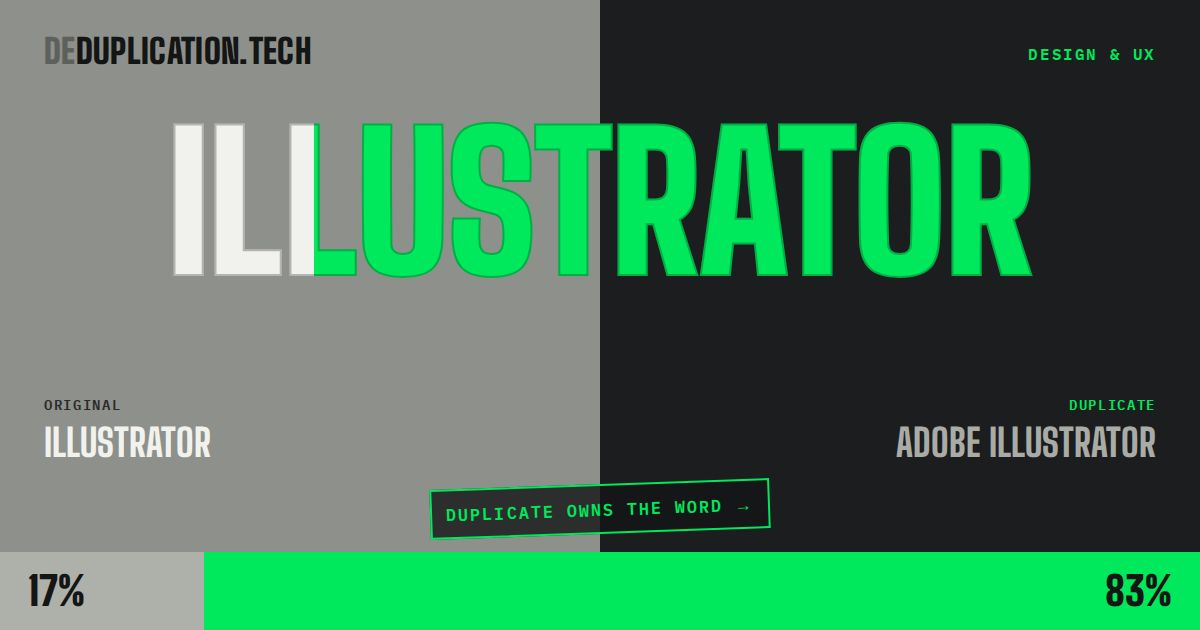 DEDUPLICATION.TECH
DESIGN & UX
ILLUSTRATOR
ORIGINAL
ILLUSTRATOR
DUPLICATE
ADOBE ILLUSTRATOR
DUPLICATE OWNS THE WORD →
17%
83%